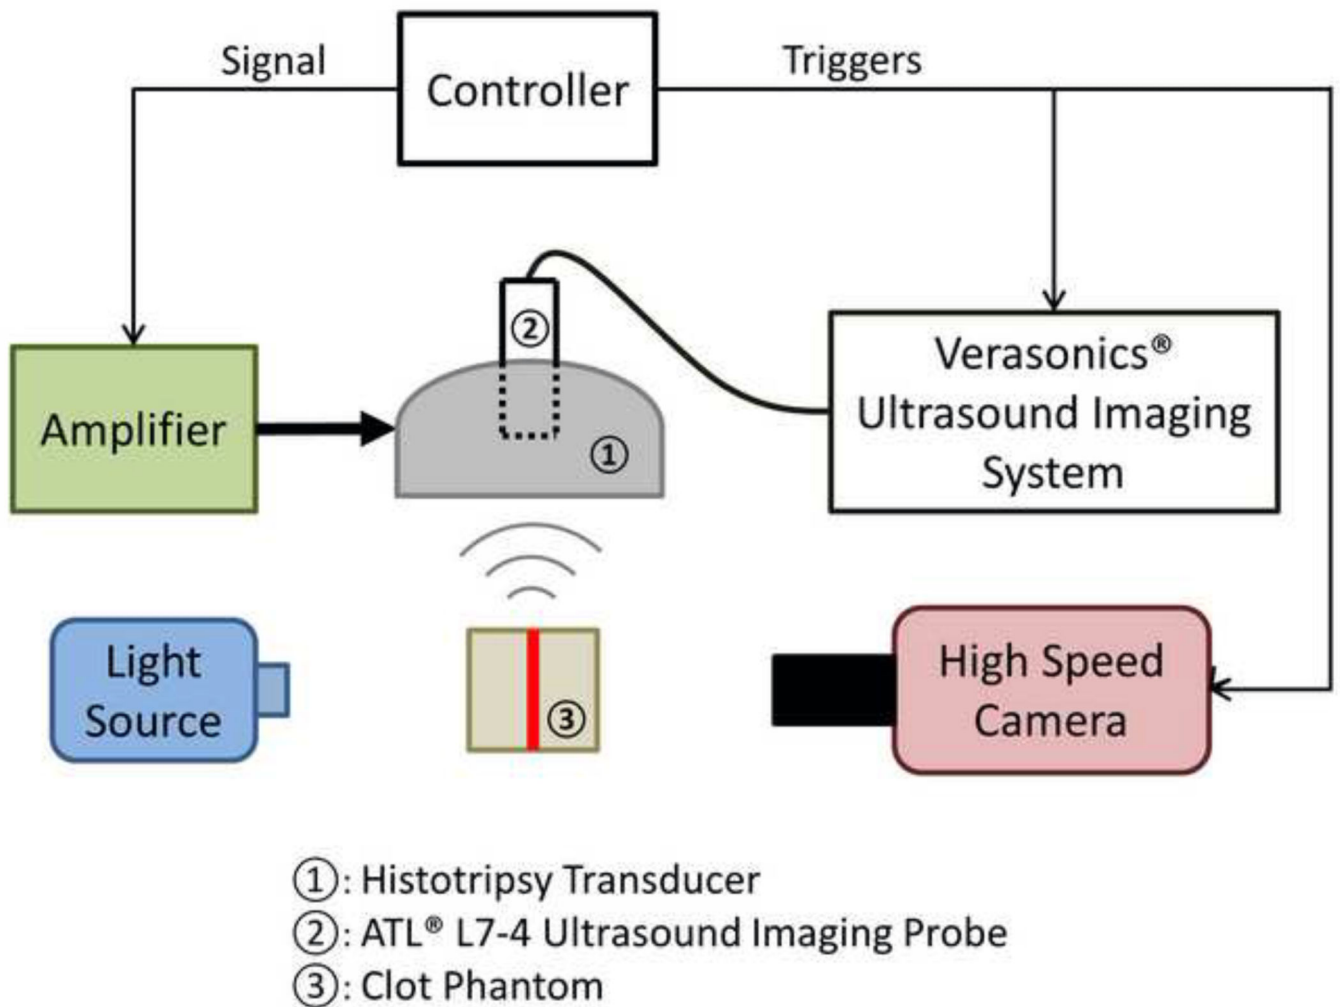 Signal
Controller
Triggers
②
Verasonics®
Ultrasound Imaging
System
Amplifier
①
Light
Source
③
High Speed
Camera
①: Histotripsy Transducer
②: ATL® L7-4 Ultrasound Imaging Probe
③: Clot Phantom